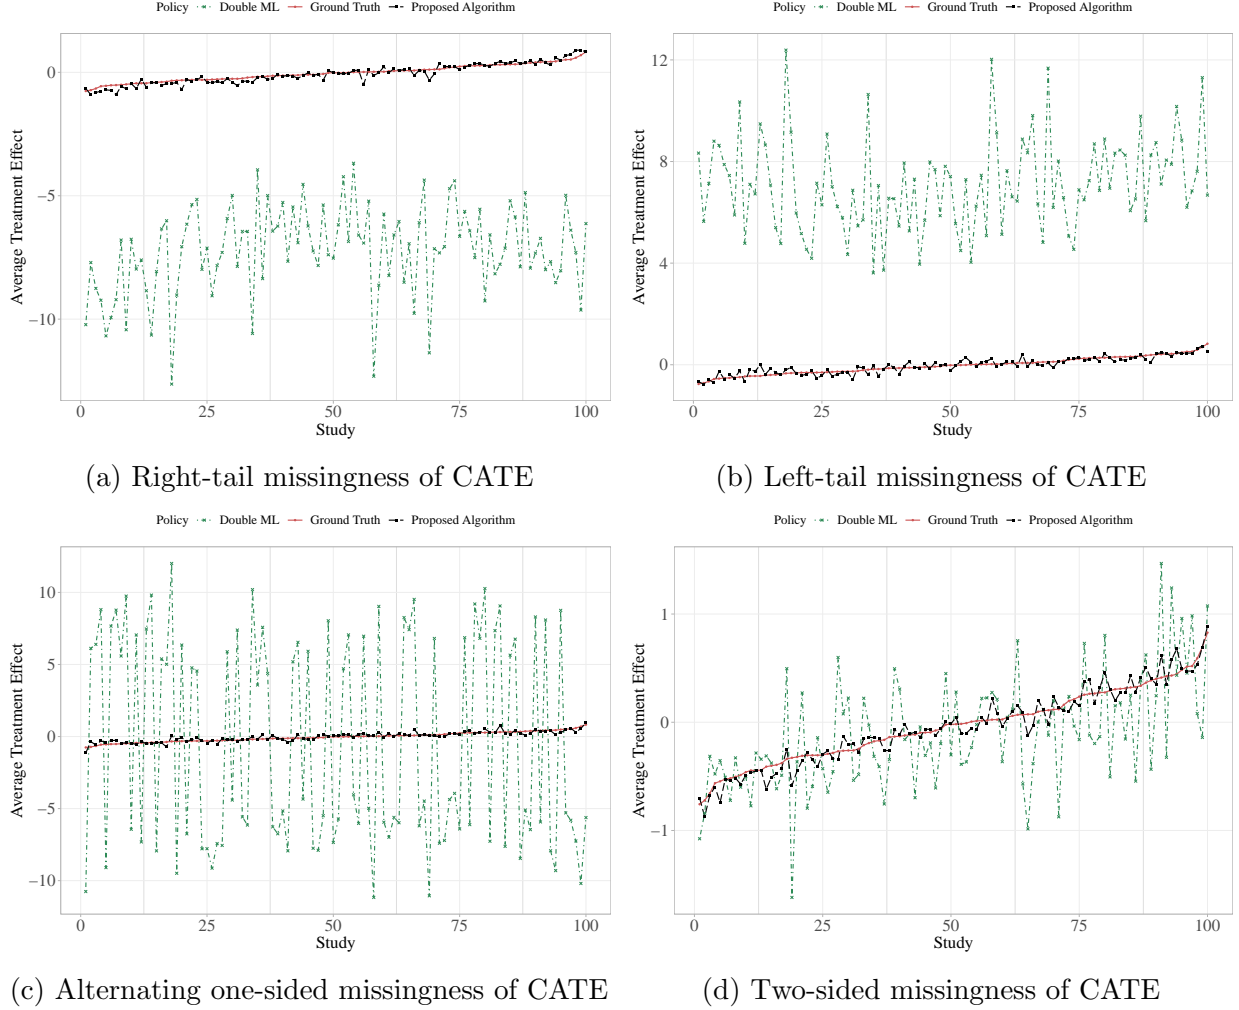 Policy Double ML Ground Truth Proposed Algorithm
Policy Double ML Ground Truth Proposed Algorithm
Average Treatment Effect
0
−5
−10
0 25 50 75 100
Study
Average Treatment Effect
12
8
4
0
0 25 50 75 100
Study
(a) Right-tail missingness of CATE
(b) Left-tail missingness of CATE
Policy Double ML Ground Truth Proposed Algorithm
Policy Double ML Ground Truth Proposed Algorithm
Average Treatment Effect
10
5
0
−5
−10
0 25 50 75 100
Study
Average Treatment Effect
1
0
−1
0 25 50 75 100
Study
(c) Alternating one-sided missingness of CATE
(d) Two-sided missingness of CATE